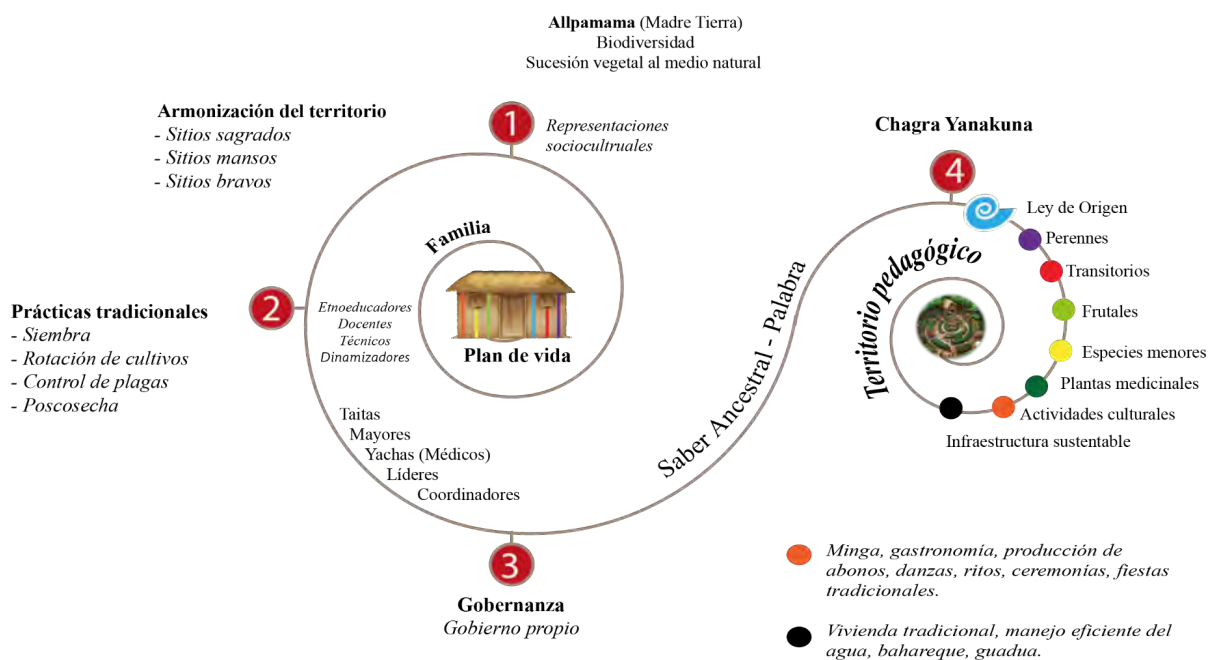 Allpamama (Madre Tierra)
Biodiversidad
Sucesión vegetal al medio natural
1
Representaciones
sociocultruales
Armonización del territorio
- Sitios sagrados
- Sitios mansos
- Sitios bravos
2
Prácticas tradicionales
- Siembra
- Rotación de cultivos
- Control de plagas
- Poscosecha
Familia
Plan de vida
Etnoeducadores
Docentes
Técnicos
Dinamizadores
Taitas
Mayores
Yachas (Médicos)
Líderes
Coordinadores
3
Gobernanza
Gobierno propio
Saber Ancestral - Palabra
Chagra Yanakuna
4
Territorio pedagógico
Ley de Origen
Perennes
Transitorios
Frutales
Especies menores
Plantas medicinales
Actividades culturales
Infraestructura sustentable
Minga, gastronomía, producción de
abonos, danzas, ritos, ceremonías, fiestas
tradicionales.
Vivienda tradicional, manejo eficiente del
agua, bahareque, guadua.